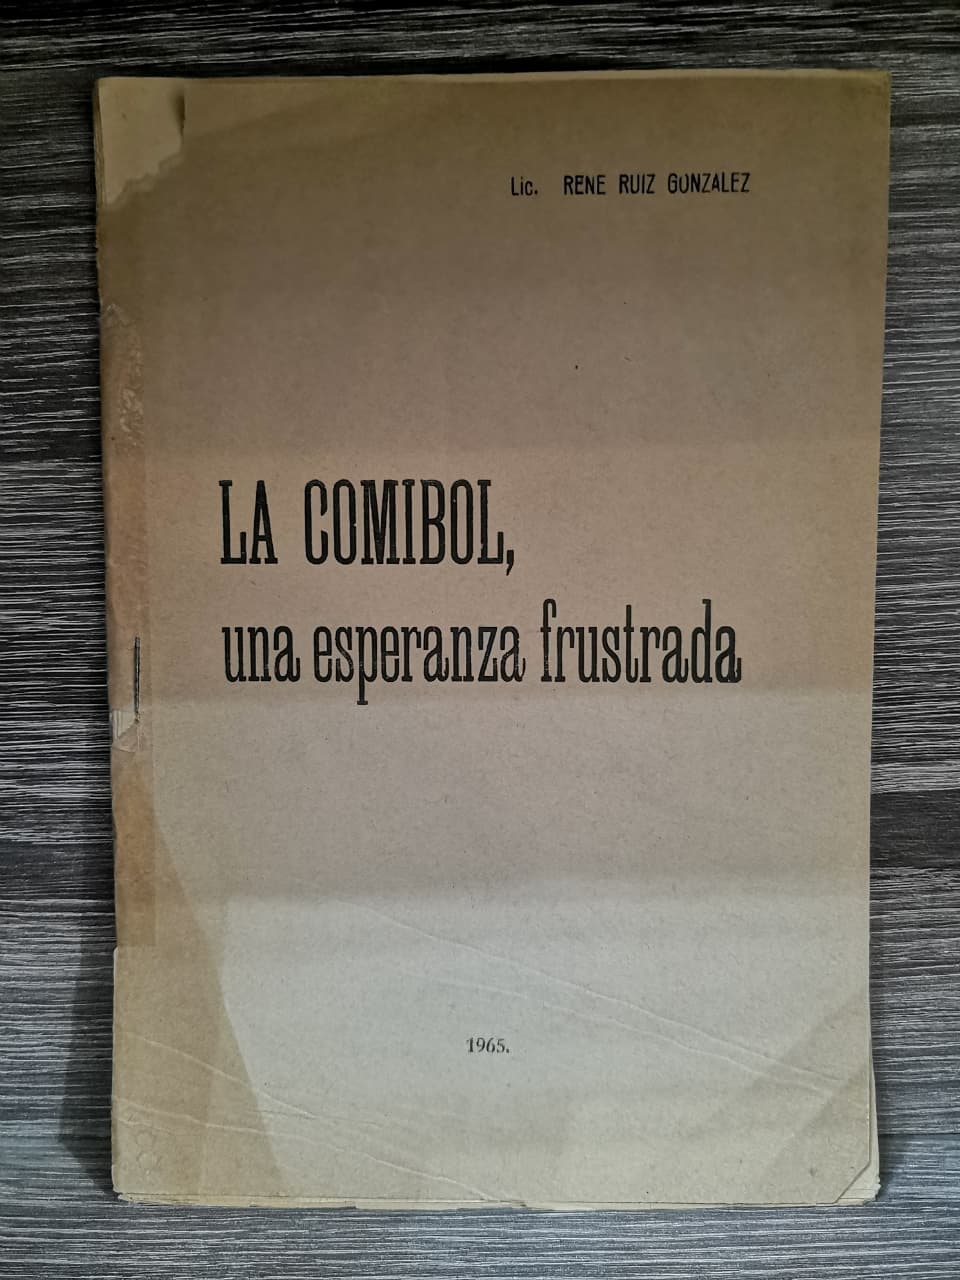 Lic. RENE RUIZ GONZALEZ
LA COMIBOL,
una esperanza frustrada
1965.